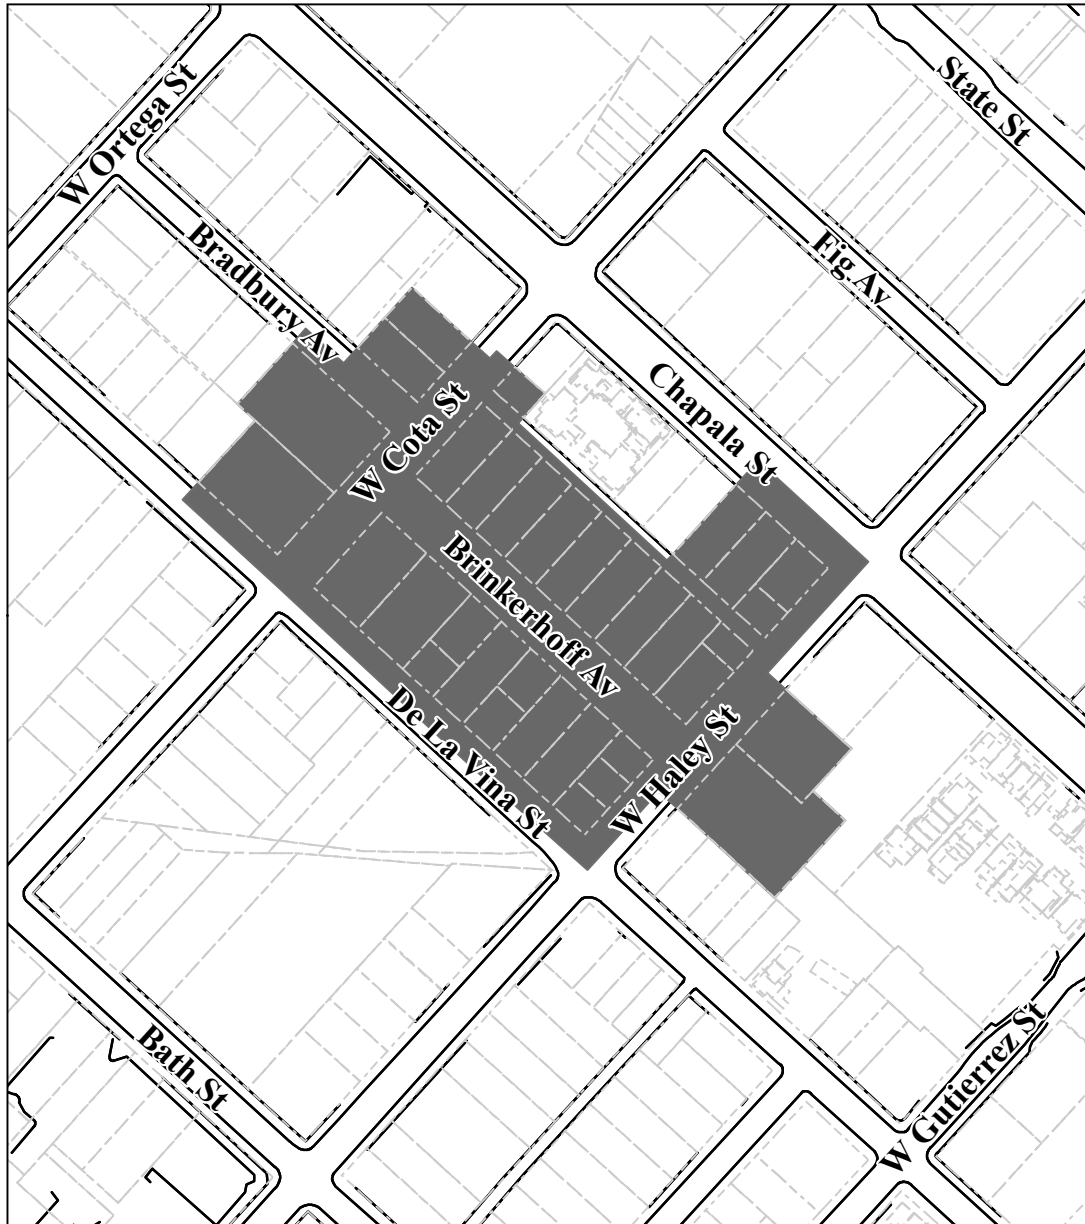 State St
W Ortega St
Fig Av
Bradbury Av
Chapala St
W Cota St
Brinkerhoff Av
De La Vina St
W Haley St
Bath St
W Gutierrez St